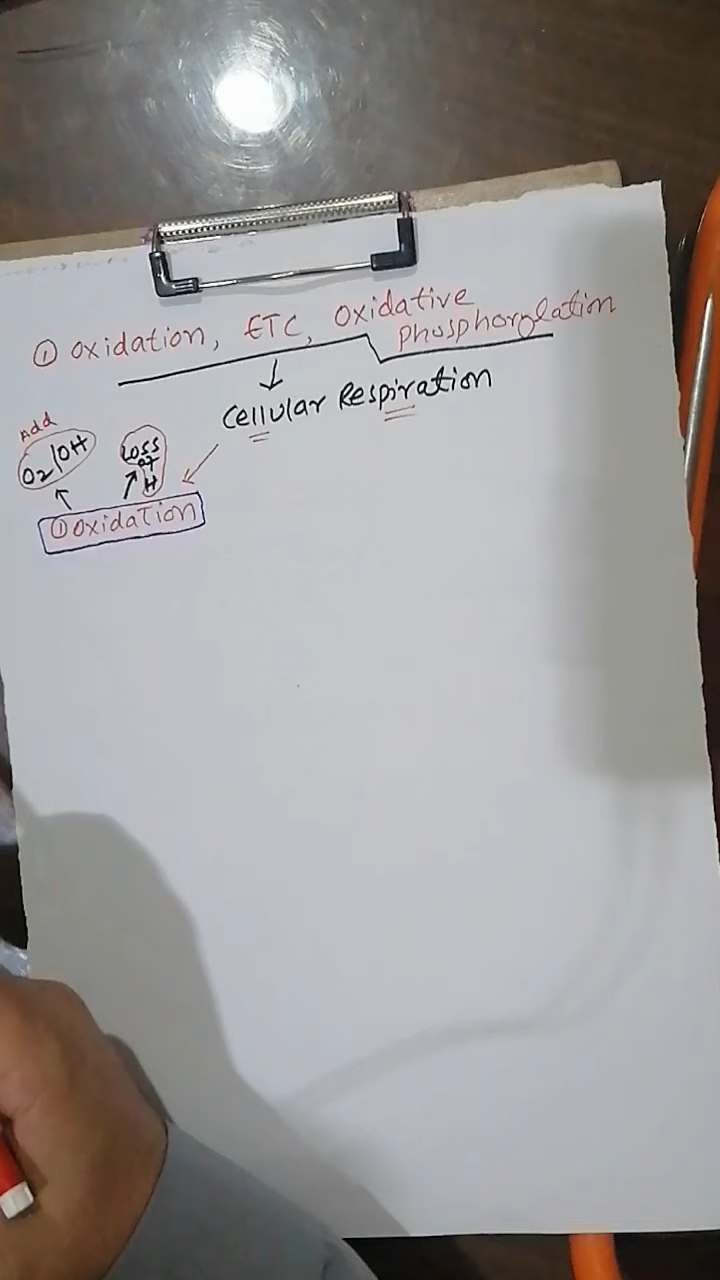 ① Oxidation, ETC, Oxidative
Phosphorylation
Cellular Respiration
Add
O2/OH
Loss
of
H
① Oxidation